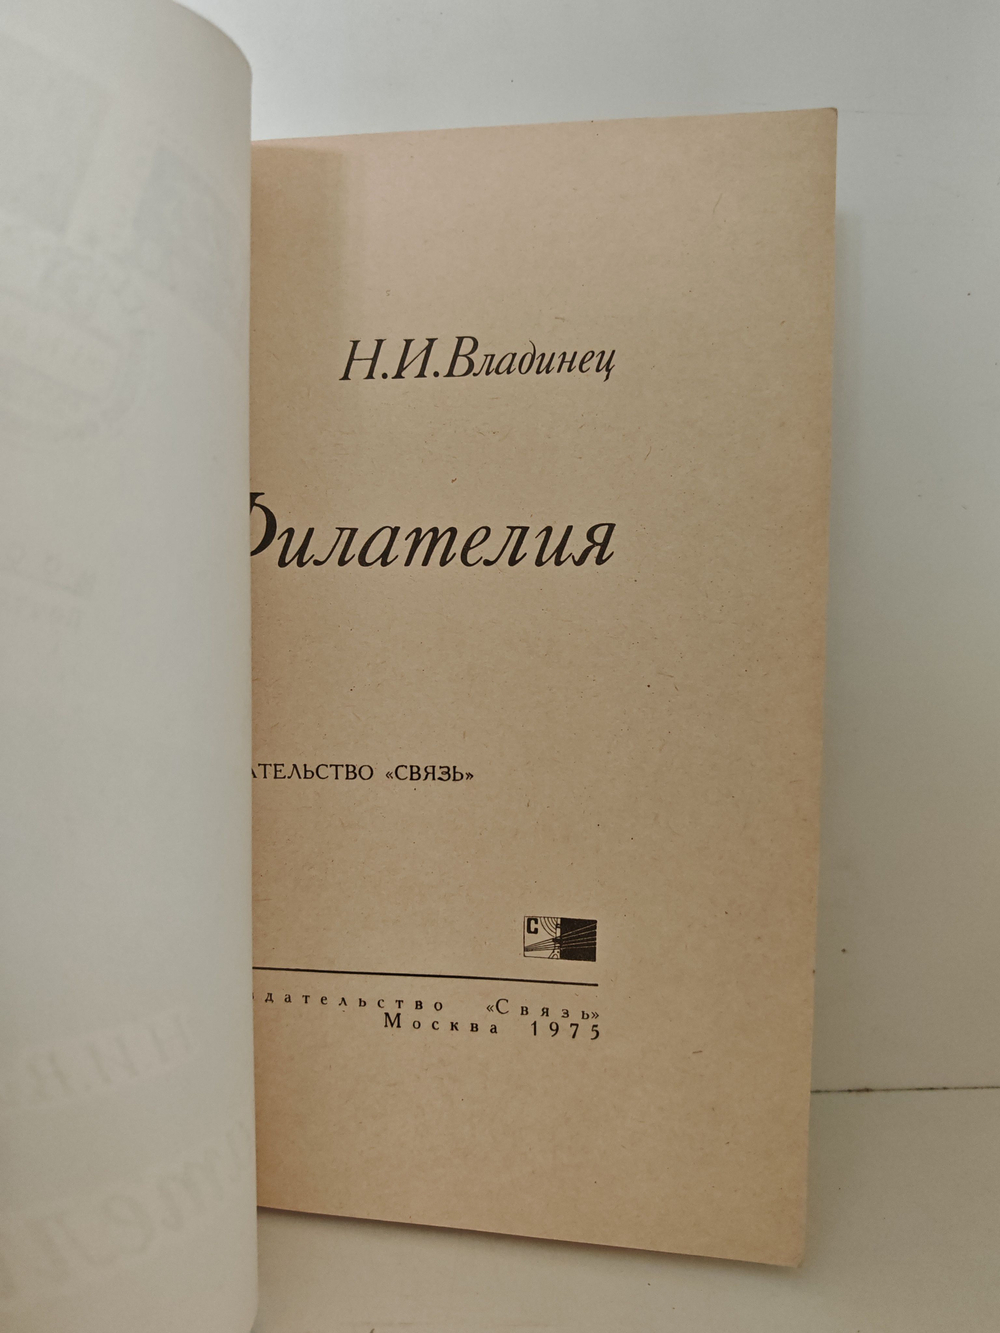 Н.И.Владинец
Филателия
АТЕЛЬСТВО «СВЯЗЬ»
С
здательство «Связь»
Москва 1975